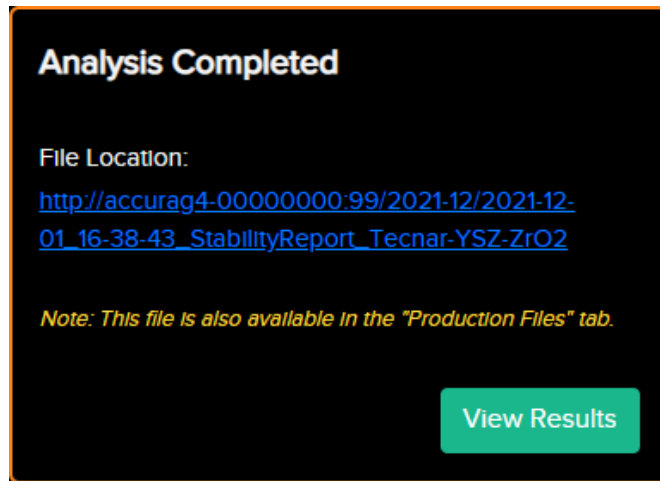 Analysis Completed
File Location:
http://accurag4-00000000:99/2021-12/2021-12-
01_16-38-43_StabilityReport_Tecnar-YSZ-ZrO2
Note: This file is also available in the "Production Files" tab.
View Results